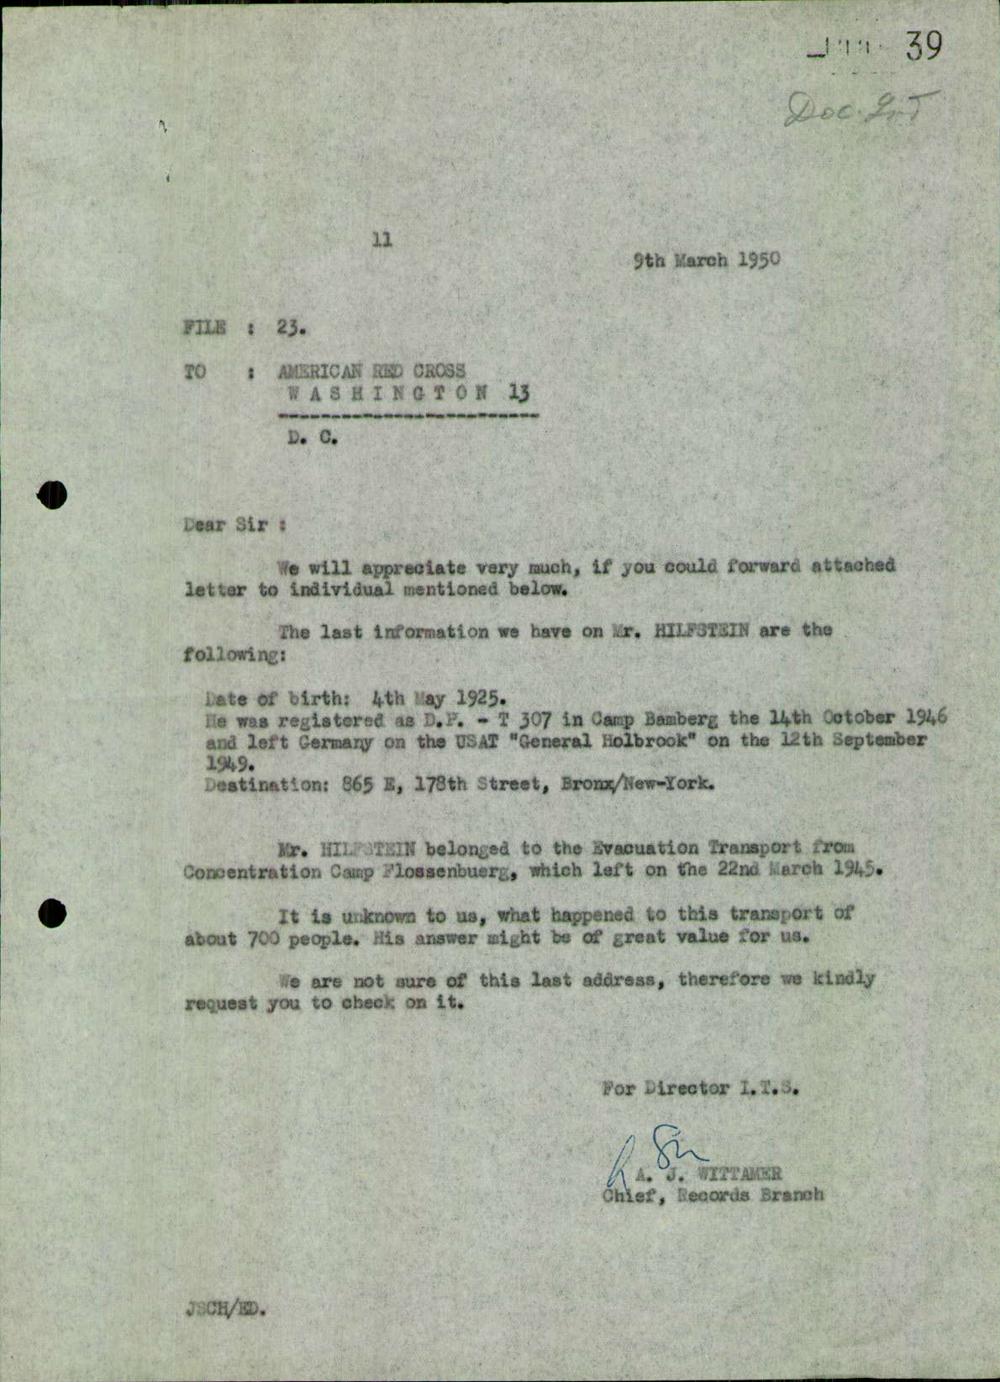 39
Doc.
11
9th March 1950
FILE : 23.
TO : AMERICAN RED CROSS
W A S H I N G T O N 13
D. C.
Dear Sir :
We will appreciate very much, if you could forward attached
letter to individual mentioned below.
The last information we have on Mr. HILFSTEIN are the
following:
Date of birth: 4th May 1925.
He was registered as D.P. - T 307 in Camp Bamberg the 14th October 1946
and left Germany on the USAT "General Holbrook" on the 12th September
1949.
Destination: 865 E, 178th Street, Bronx/New-York.
Mr. HILFSTEIN belonged to the Evacuation Transport from
Concentration Camp Flossenbuerg, which left on the 22nd March 1945.
It is unknown to us, what happened to this transport of
about 700 people. His answer might be of great value for us.
We are not sure of this last address, therefore we kindly
request you to check on it.
For Director I.T.S.
A. J. WITTAMER
Chief, Records Branch
JSCH/ED.